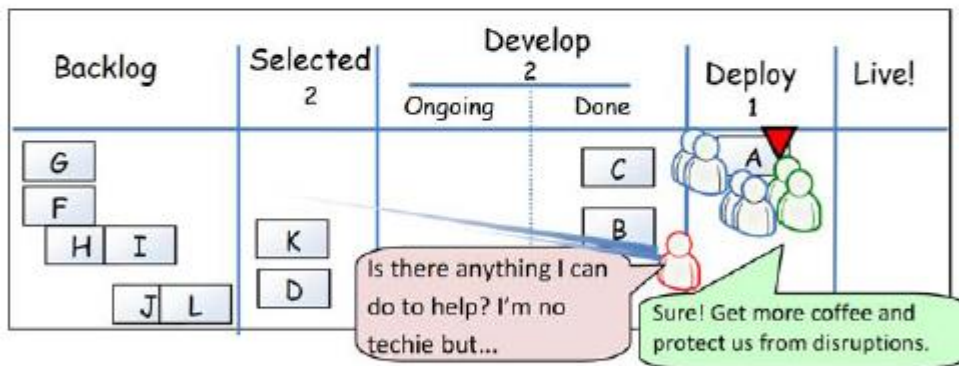 Backlog
Selected
2
Develop
2
Ongoing
Done
Deploy
1
Live!
G
F
H I
J L
K
D
C
B
A
Is there anything I can
do to help? I'm no
techie but...
Sure! Get more coffee and
protect us from disruptions.